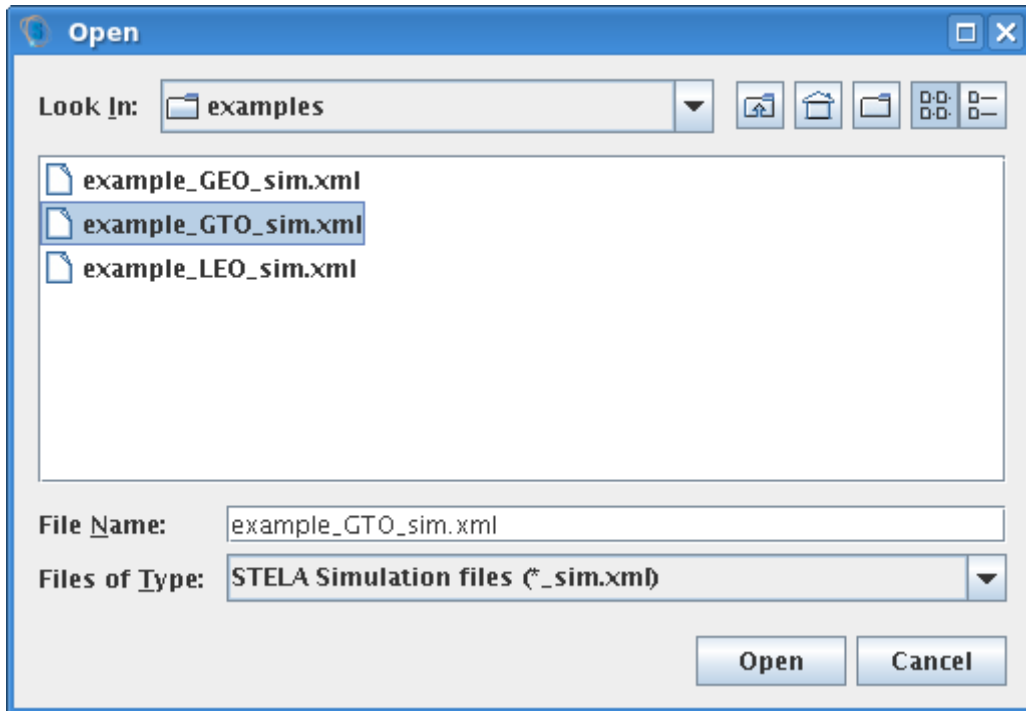 Open
Look In: examples
example_GEO_sim.xml
example_GTO_sim.xml
example_LEO_sim.xml
File Name: example_GTO_sim.xml
Files of Type: STELA Simulation files (*_sim.xml)
Open Cancel